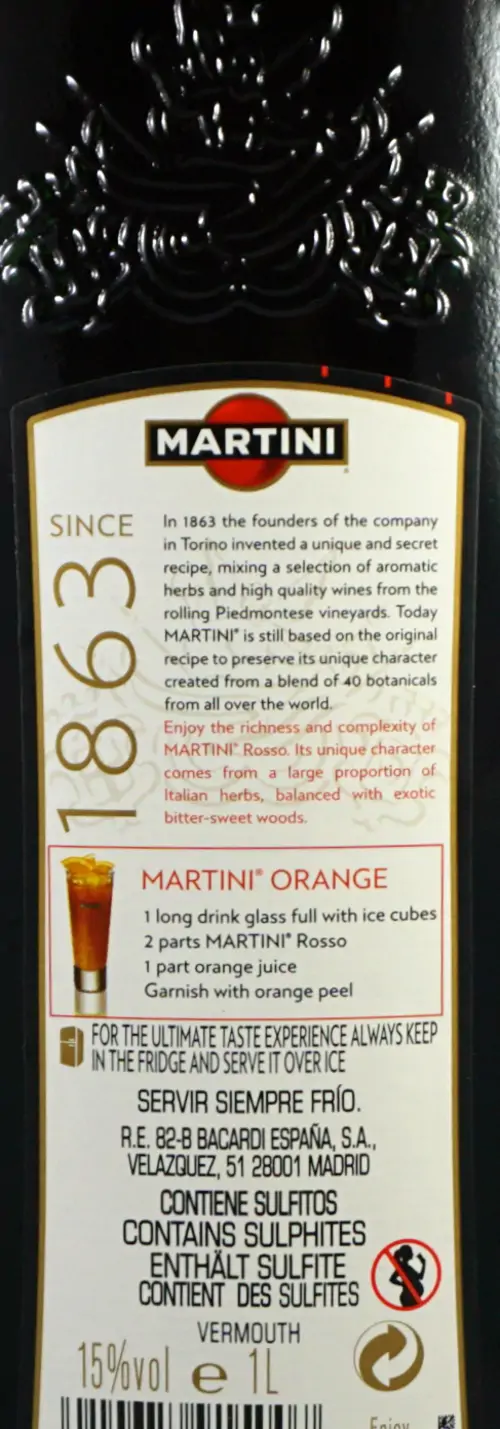 MARTINI
SINCE
1863
In 1863 the founders of the company
in Torino invented a unique and secret
recipe, mixing a selection of aromatic
herbs and high quality wines from the
rolling Piedmontese vineyards. Today
MARTINI® is still based on the original
recipe to preserve its unique character
created from a blend of 40 botanicals
from all over the world.
Enjoy the richness and complexity of
MARTINI® Rosso. Its unique character
comes from a large proportion of
Italian herbs, balanced with exotic
bitter-sweet woods.
MARTINI® ORANGE
1 long drink glass full with ice cubes
2 parts MARTINI® Rosso
1 part orange juice
Garnish with orange peel
FOR THE ULTIMATE TASTE EXPERIENCE ALWAYS KEEP
IN THE FRIDGE AND SERVE IT OVER ICE
SERVIR SIEMPRE FRÍO.
R.E. 82-B BACARDI ESPAÑA, S.A.,
VELAZQUEZ, 51 28001 MADRID
CONTIENE SULFITOS
CONTAINS SULPHITES
ENTHÄLT SULFITE
CONTIENT DES SULFITES
VERMOUTH
15%vol e 1L
Enjoy